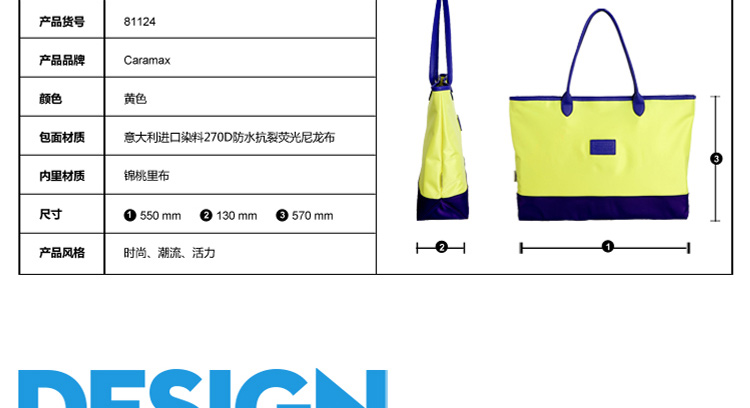 产品货号 81124
产品品牌 Caramax
颜色 黄色
包面材质 意大利进口染料270D防水抗裂荧光尼龙布
内里材质 锦桃里布
尺寸 ❶ 550 mm ❷ 130 mm ❸ 570 mm
产品风格 时尚、潮流、活力
❸
❷ ❶
DESIGN